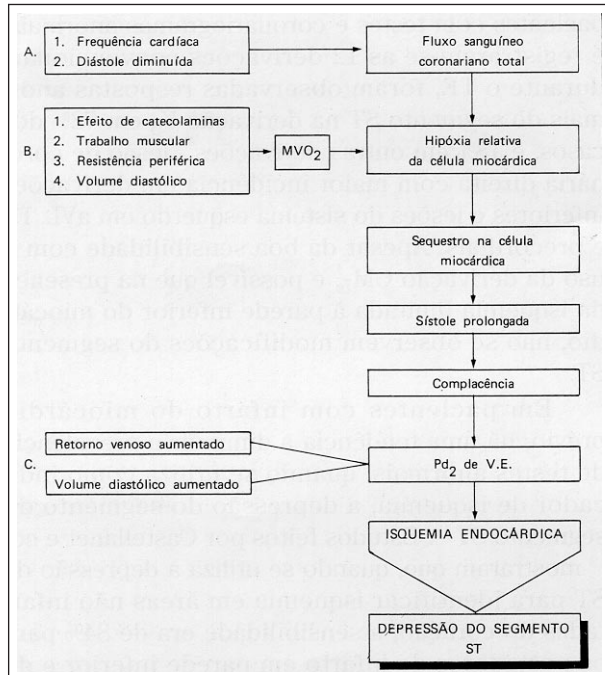 A.
1. Frequência cardíaca
2. Diástole diminuída
Fluxo sanguíneo
coronariano total
B.
1. Efeito de catecolaminas
2. Trabalho muscular
3. Resistência periférica
4. Volume diastólico
MVO₂
Hipóxia relativa
da célula miocárdica
Sequestro na célula
miocárdica
Sístole prolongada
Complacência
C.
Retorno venoso aumentado
Volume diastólico aumentado
Pd₂ de V.E.
ISQUEMIA ENDOCÁRDICA
DEPRESSÃO DO SEGMENTO
ST